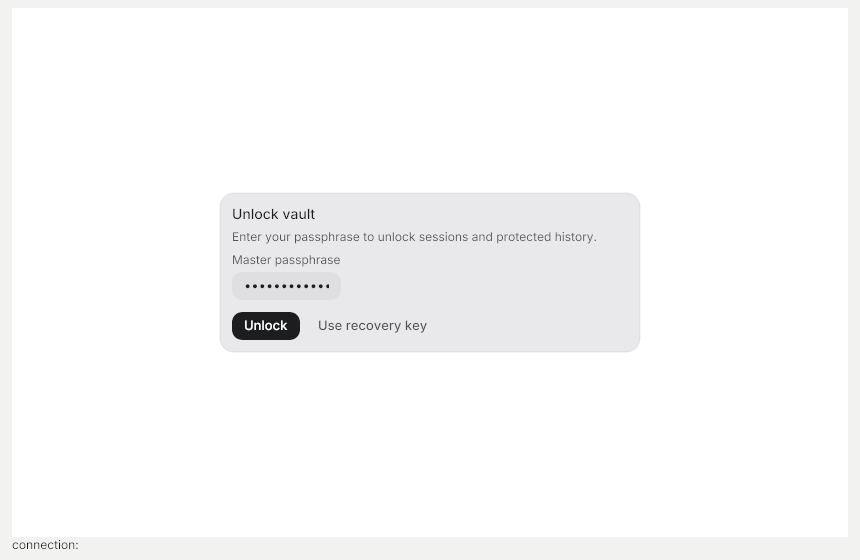 Unlock vault
Enter your passphrase to unlock sessions and protected history.
Master passphrase
••••••••••••
Unlock
Use recovery key
connection: